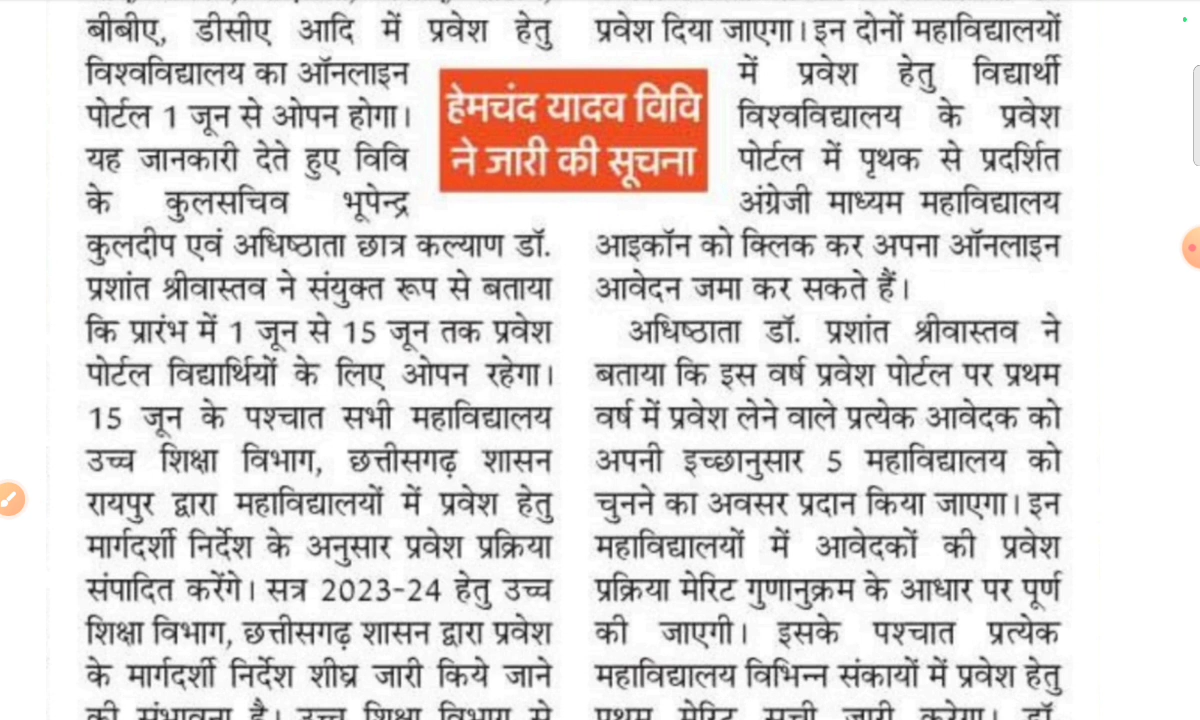 बीबीए, डीसीए आदि में प्रवेश हेतु
विश्वविद्यालय का ऑनलाइन
पोर्टल 1 जून से ओपन होगा।
यह जानकारी देते हुए विवि
के कुलसचिव भूपेन्द्र
कुलदीप एवं अधिष्ठाता छात्र कल्याण डॉ.
प्रशांत श्रीवास्तव ने संयुक्त रूप से बताया
कि प्रारंभ में 1 जून से 15 जून तक प्रवेश
पोर्टल विद्यार्थियों के लिए ओपन रहेगा।
15 जून के पश्चात सभी महाविद्यालय
उच्च शिक्षा विभाग, छत्तीसगढ़ शासन
रायपुर द्वारा महाविद्यालयों में प्रवेश हेतु
मार्गदर्शी निर्देश के अनुसार प्रवेश प्रक्रिया
संपादित करेंगे। सत्र 2023-24 हेतु उच्च
शिक्षा विभाग, छत्तीसगढ़ शासन द्वारा प्रवेश
के मार्गदर्शी निर्देश शीघ्र जारी किये जाने
की संभावना है। उच्च शिक्षा विभाग से
हेमचंद यादव विवि
ने जारी की सूचना
प्रवेश दिया जाएगा। इन दोनों महाविद्यालयों
में प्रवेश हेतु विद्यार्थी
विश्वविद्यालय के प्रवेश
पोर्टल में पृथक से प्रदर्शित
अंग्रेजी माध्यम महाविद्यालय
आइकॉन को क्लिक कर अपना ऑनलाइन
आवेदन जमा कर सकते हैं।
अधिष्ठाता डॉ. प्रशांत श्रीवास्तव ने
बताया कि इस वर्ष प्रवेश पोर्टल पर प्रथम
वर्ष में प्रवेश लेने वाले प्रत्येक आवेदक को
अपनी इच्छानुसार 5 महाविद्यालय को
चुनने का अवसर प्रदान किया जाएगा। इन
महाविद्यालयों में आवेदकों की प्रवेश
प्रक्रिया मेरिट गुणानुक्रम के आधार पर पूर्ण
की जाएगी। इसके पश्चात प्रत्येक
महाविद्यालय विभिन्न संकायों में प्रवेश हेतु
प्रथम मेरिट सूची जारी करेगा। डॉ.